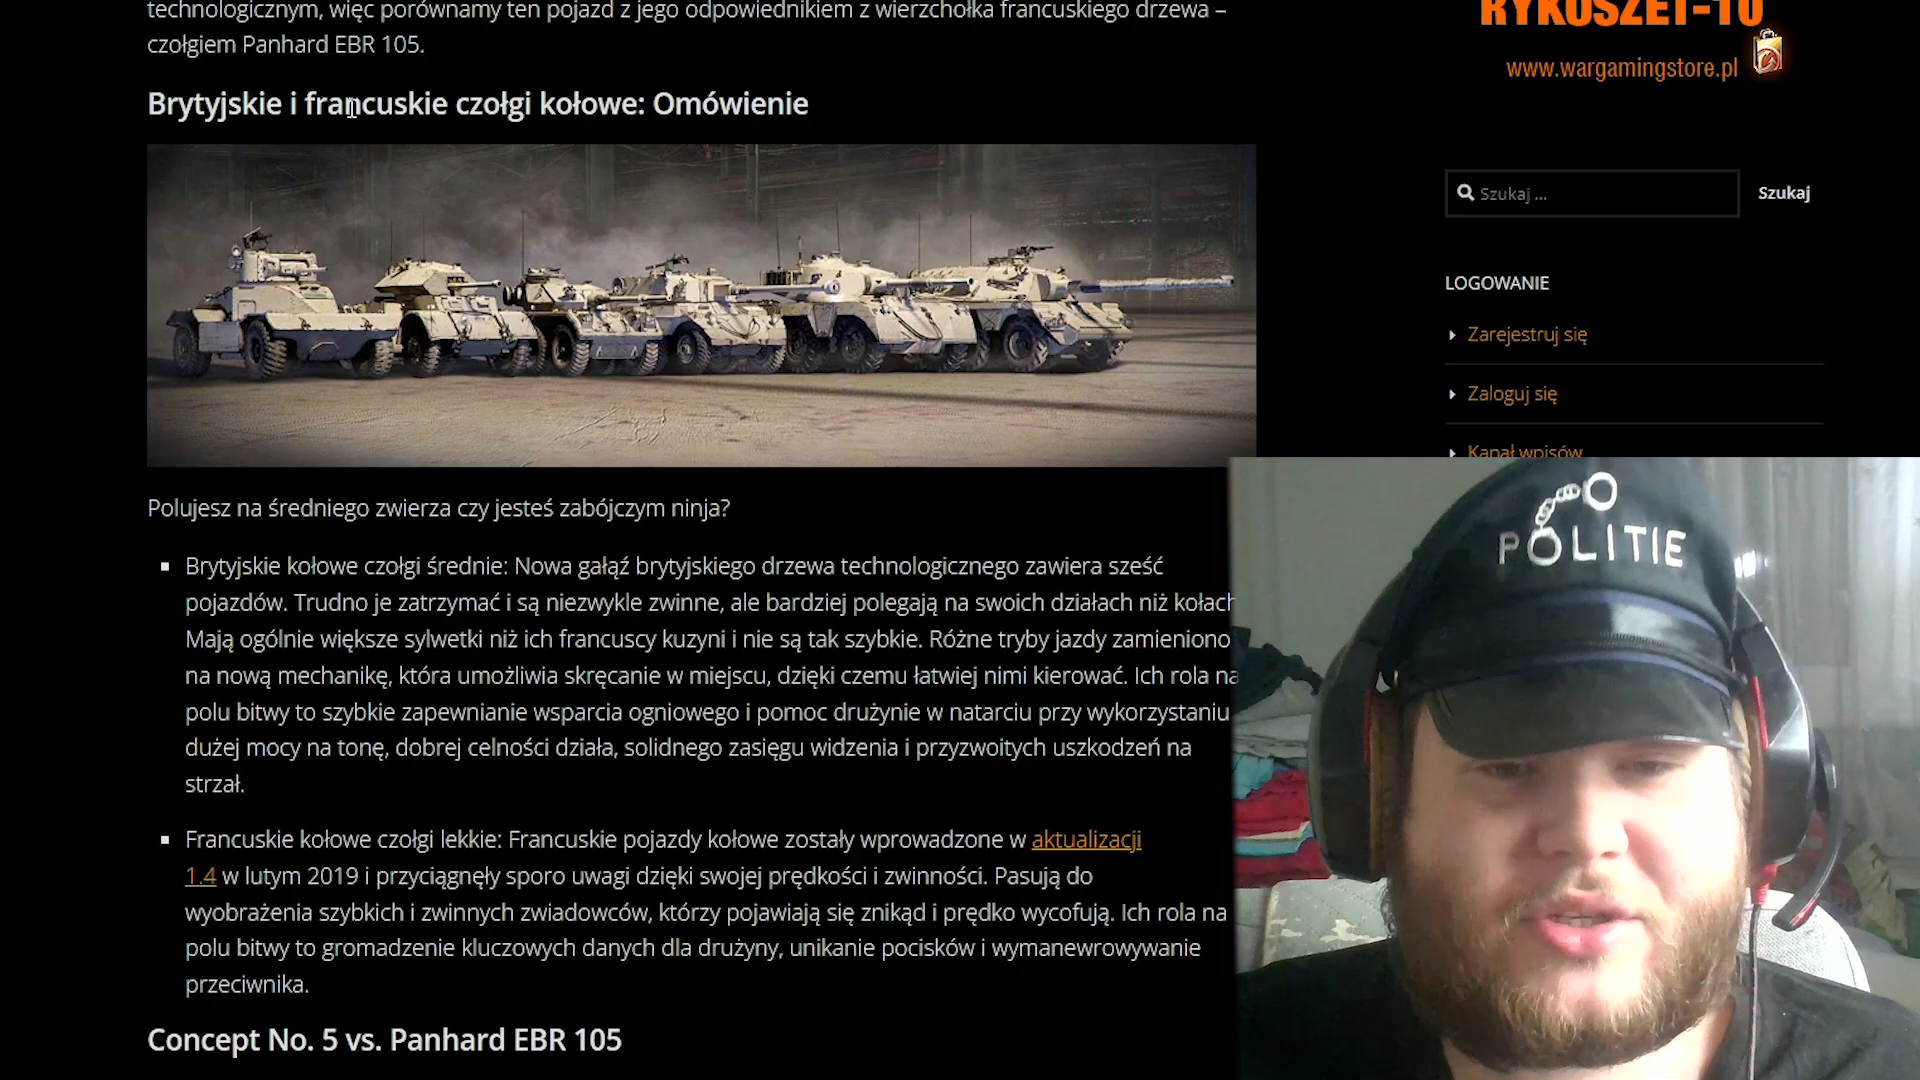 technologicznym, więc porównamy ten pojazd z jego odpowiednikiem z wierzchołka francuskiego drzewa –
czołgiem Panhard EBR 105.
RYKOSZET-10
www.wargamingstore.pl
Brytyjskie i francuskie czołgi kołowe: Omówienie
Szukaj ...
Szukaj
LOGOWANIE
Zarejestruj się
Zaloguj się
Kanał wpisów
Polujesz na średniego zwierza czy jesteś zabójczym ninja?
Brytyjskie kołowe czołgi średnie: Nowa gałąź brytyjskiego drzewa technologicznego zawiera sześć
pojazdów. Trudno je zatrzymać i są niezwykle zwinne, ale bardziej polegają na swoich działach niż kołach
Mają ogólnie większe sylwetki niż ich francuscy kuzyni i nie są tak szybkie. Różne tryby jazdy zamieniono
na nową mechanikę, która umożliwia skręcanie w miejscu, dzięki czemu łatwiej nimi kierować. Ich rola na
polu bitwy to szybkie zapewnianie wsparcia ogniowego i pomoc drużynie w natarciu przy wykorzystaniu
dużej mocy na tonę, dobrej celności działa, solidnego zasięgu widzenia i przyzwoitych uszkodzeń na
strzał.
Francuskie kołowe czołgi lekkie: Francuskie pojazdy kołowe zostały wprowadzone w aktualizacji
1.4 w lutym 2019 i przyciągnęły sporo uwagi dzięki swojej prędkości i zwinności. Pasują do
wyobrażenia szybkich i zwinnych zwiadowców, którzy pojawiają się znikąd i prędko wycofują. Ich rola na
polu bitwy to gromadzenie kluczowych danych dla drużyny, unikanie pocisków i wymanewrowywanie
przeciwnika.
Concept No. 5 vs. Panhard EBR 105
POLITIE